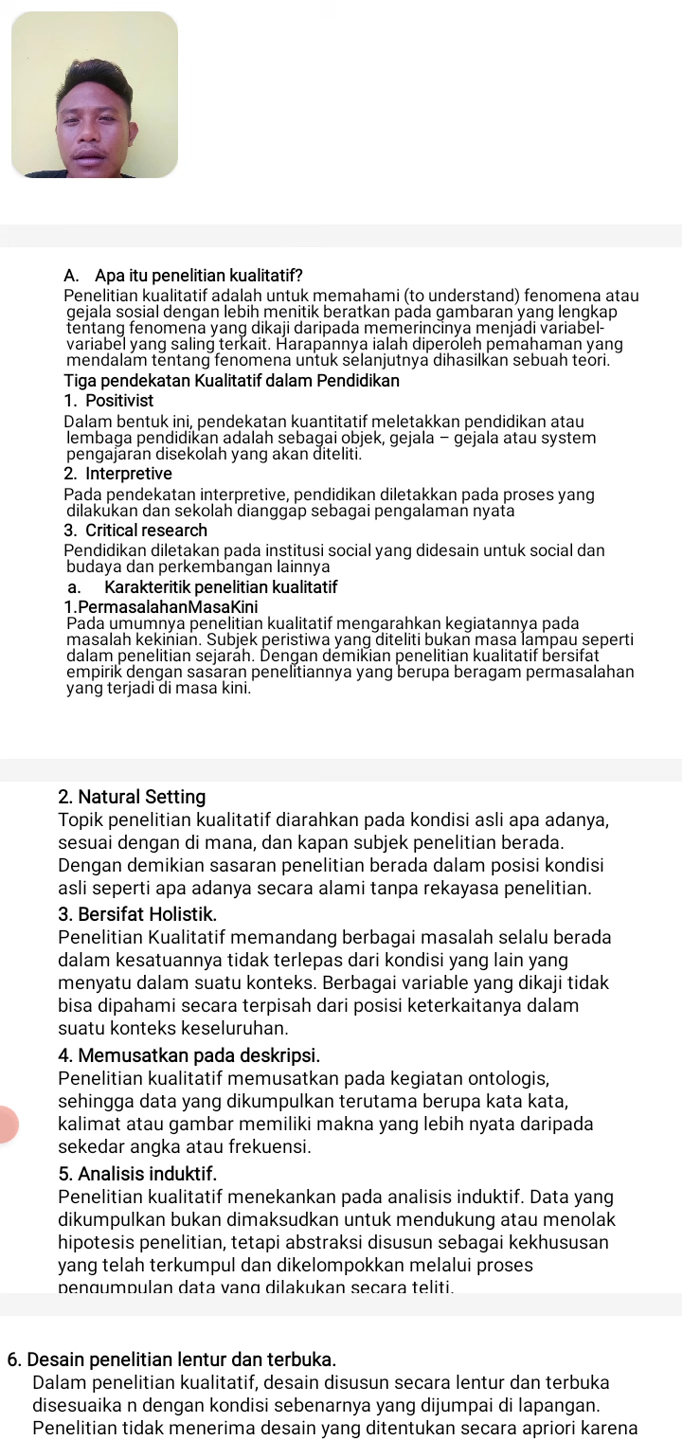 A. Apa itu penelitian kualitatif?
Penelitian kualitatif adalah untuk memahami (to understand) fenomena atau
gejala sosial dengan lebih menitik beratkan pada gambaran yang lengkap
tentang fenomena yang dikaji daripada memerincinya menjadi variabel-
variabel yang saling terkait. Harapannya ialah diperoleh pemahaman yang
mendalam tentang fenomena untuk selanjutnya dihasilkan sebuah teori.
Tiga pendekatan Kualitatif dalam Pendidikan
1. Positivist
Dalam bentuk ini, pendekatan kuantitatif meletakkan pendidikan atau
lembaga pendidikan adalah sebagai objek, gejala – gejala atau system
pengajaran disekolah yang akan diteliti.
2. Interpretive
Pada pendekatan interpretive, pendidikan diletakkan pada proses yang
dilakukan dan sekolah dianggap sebagai pengalaman nyata
3. Critical research
Pendidikan diletakan pada institusi social yang didesain untuk social dan
budaya dan perkembangan lainnya
a. Karakteritik penelitian kualitatif
1.PermasalahanMasaKini
Pada umumnya penelitian kualitatif mengarahkan kegiatannya pada
masalah kekinian. Subjek peristiwa yang diteliti bukan masa lampau seperti
dalam penelitian sejarah. Dengan demikian penelitian kualitatif bersifat
empirik dengan sasaran penelitiannya yang berupa beragam permasalahan
yang terjadi di masa kini.
2. Natural Setting
Topik penelitian kualitatif diarahkan pada kondisi asli apa adanya,
sesuai dengan di mana, dan kapan subjek penelitian berada.
Dengan demikian sasaran penelitian berada dalam posisi kondisi
asli seperti apa adanya secara alami tanpa rekayasa penelitian.
3. Bersifat Holistik.
Penelitian Kualitatif memandang berbagai masalah selalu berada
dalam kesatuannya tidak terlepas dari kondisi yang lain yang
menyatu dalam suatu konteks. Berbagai variable yang dikaji tidak
bisa dipahami secara terpisah dari posisi keterkaitanya dalam
suatu konteks keseluruhan.
4. Memusatkan pada deskripsi.
Penelitian kualitatif memusatkan pada kegiatan ontologis,
sehingga data yang dikumpulkan terutama berupa kata kata,
kalimat atau gambar memiliki makna yang lebih nyata daripada
sekedar angka atau frekuensi.
5. Analisis induktif.
Penelitian kualitatif menekankan pada analisis induktif. Data yang
dikumpulkan bukan dimaksudkan untuk mendukung atau menolak
hipotesis penelitian, tetapi abstraksi disusun sebagai kekhususan
yang telah terkumpul dan dikelompokkan melalui proses
pengumpulan data yang dilakukan secara teliti.
6. Desain penelitian lentur dan terbuka.
Dalam penelitian kualitatif, desain disusun secara lentur dan terbuka
disesuaika n dengan kondisi sebenarnya yang dijumpai di lapangan.
Penelitian tidak menerima desain yang ditentukan secara apriori karena